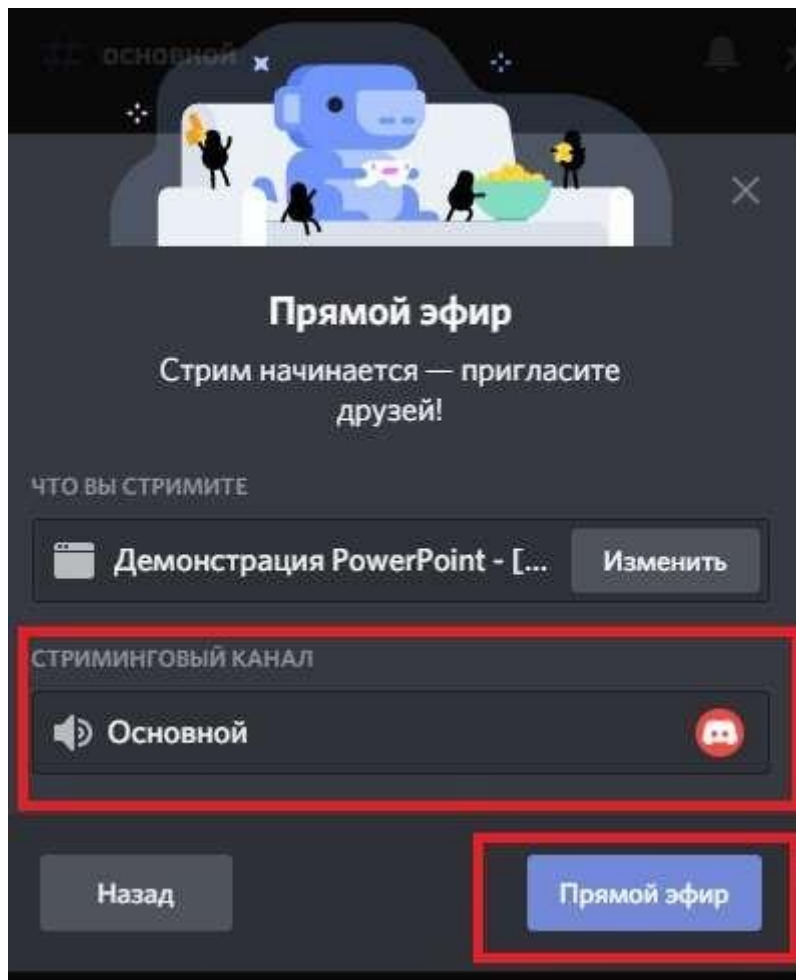 основной
Прямой эфир
Стрим начинается — пригласите
друзей!
ЧТО ВЫ СТРИМИТЕ
Демонстрация PowerPoint - [...
Изменить
СТРИМИНГОВЫЙ КАНАЛ
Основной
Назад
Прямой эфир